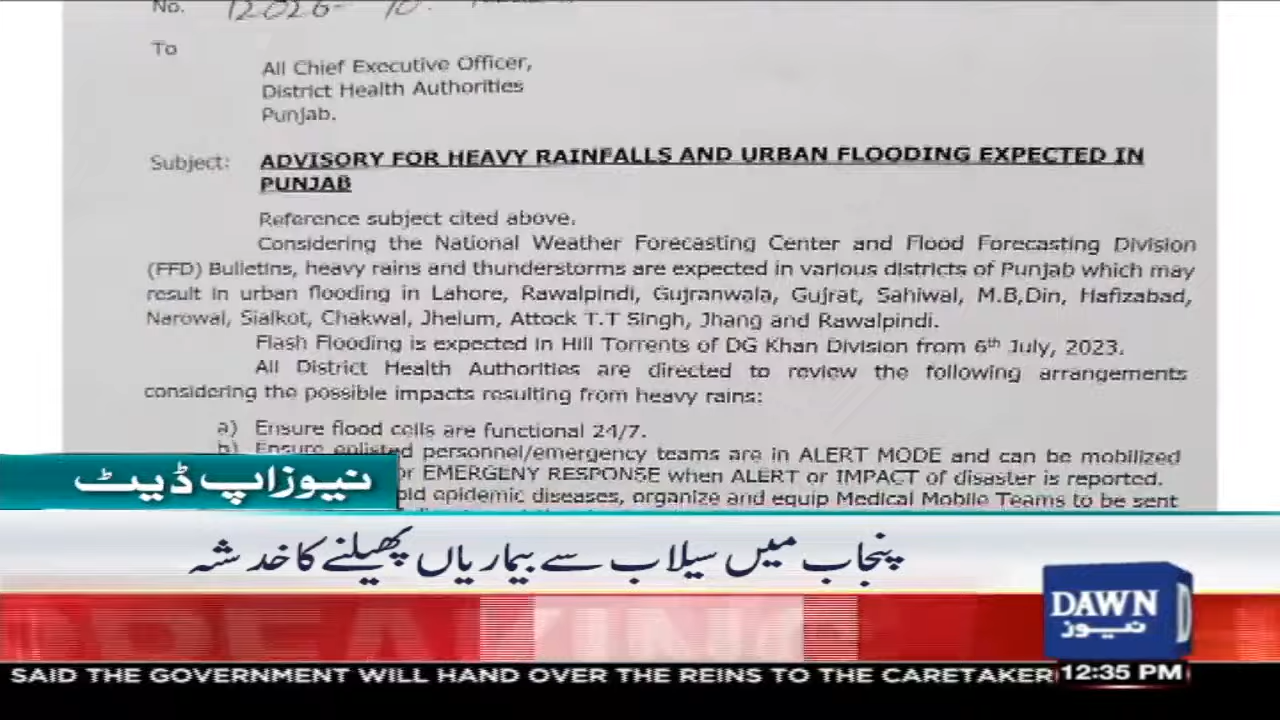 No. 12026- 10.
To
All Chief Executive Officer,
District Health Authorities
Punjab.
Subject: ADVISORY FOR HEAVY RAINFALLS AND URBAN FLOODING EXPECTED IN
PUNJAB
Reference subject cited above.
Considering the National Weather Forecasting Center and Flood Forecasting Division
(FFD) Bulletins, heavy rains and thunderstorms are expected in various districts of Punjab which may
result in urban flooding in Lahore, Rawalpindi, Gujranwala, Gujrat, Sahiwal, M.B,Din, Hafizabad,
Narowal, Sialkot, Chakwal, Jhelum, Attock T.T Singh, Jhang and Rawalpindi.
Flash Flooding is expected in Hill Torrents of DG Khan Division from 6th July, 2023.
All District Health Authorities are directed to review the following arrangements
considering the possible impacts resulting from heavy rains:
a) Ensure flood cells are functional 24/7.
b) Ensure enlisted personnel/emergency teams are in ALERT MODE and can be mobilized
or EMERGENY RESPONSE when ALERT or IMPACT of disaster is reported.
epidemic diseases, organize and equip Medical Mobile Teams to be sent
نیوز اپ ڈیٹ
پنجاب میں سیلاب سے بیماریاں پھیلنے کا خدشہ
BREAKING
DAWN
نیوز
SAID THE GOVERNMENT WILL HAND OVER THE REINS TO THE CARETAKER
12:35 PM